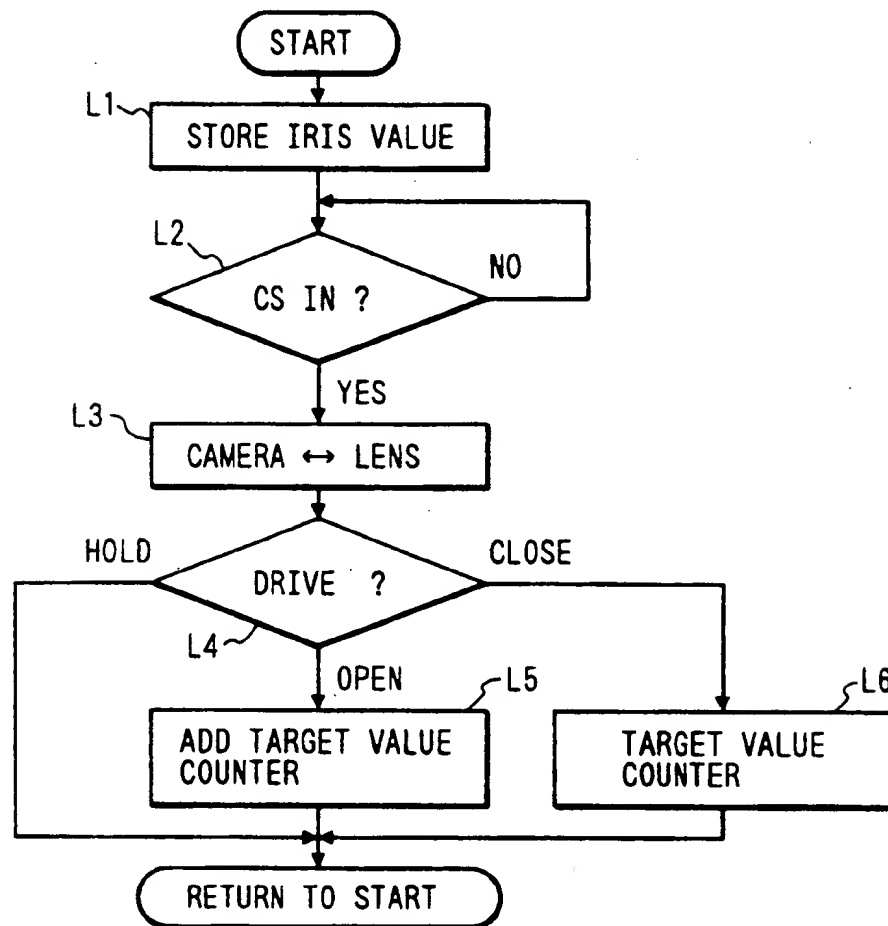 START
L1
STORE IRIS VALUE
L2
CS IN ?
NO
YES
L3
CAMERA ↔ LENS
HOLD
DRIVE ?
CLOSE
L4
OPEN
L5
ADD TARGET VALUE
COUNTER
L6
TARGET VALUE
COUNTER
RETURN TO START